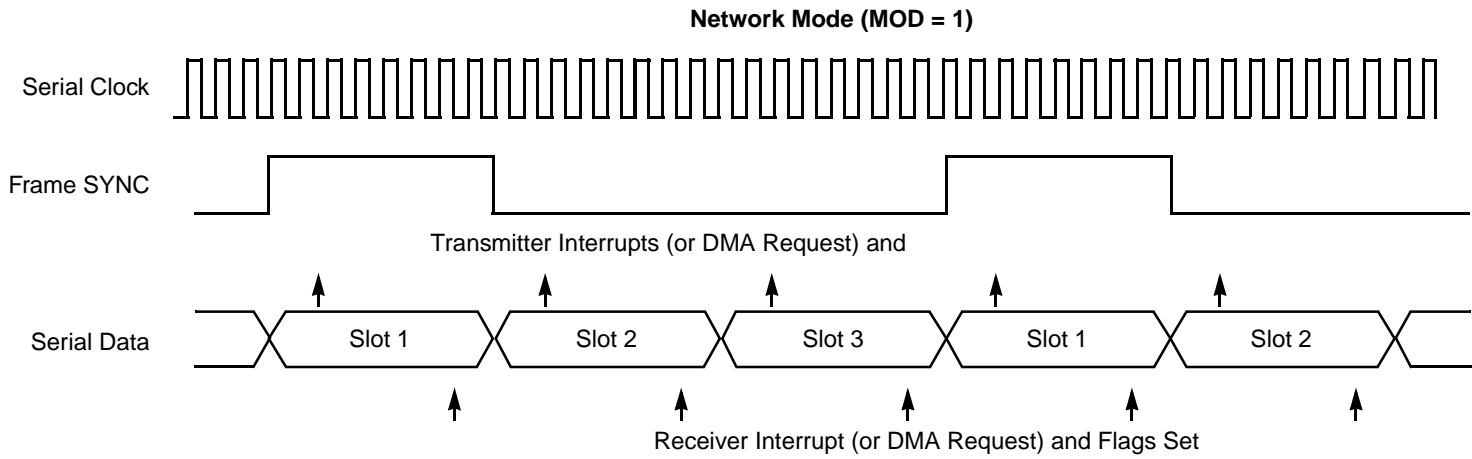 Network Mode (MOD = 1)
Serial Clock
Frame SYNC
Transmitter Interrupts (or DMA Request) and
Serial Data
Slot 1
Slot 2
Slot 3
Slot 1
Slot 2
Receiver Interrupt (or DMA Request) and Flags Set